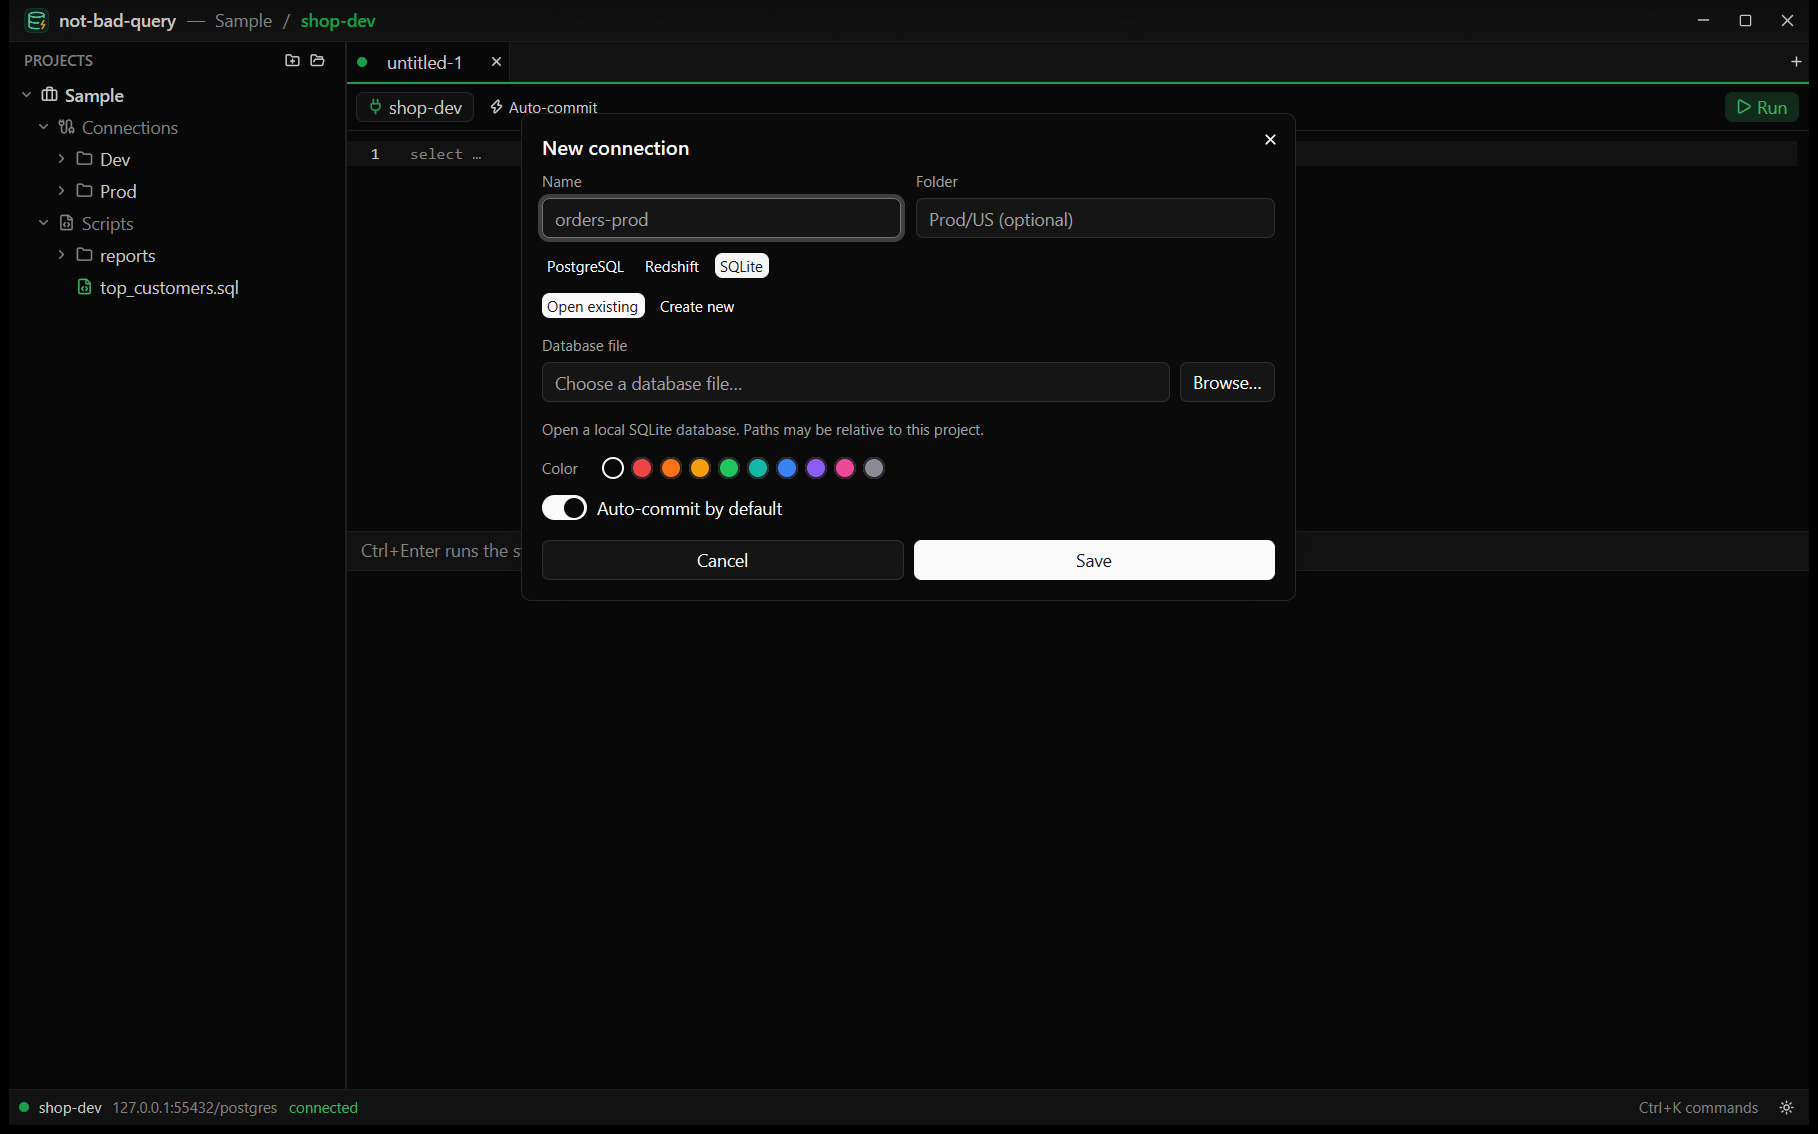 not-bad-query — Sample / shop-dev
PROJECTS
untitled-1
Sample
shop-dev
Auto-commit
Run
Connections
Dev
Prod
Scripts
reports
top_customers.sql
1 select …
New connection
Name
Folder
orders-prod
Prod/US (optional)
PostgreSQL Redshift SQLite
Open existing Create new
Database file
Choose a database file...
Browse...
Open a local SQLite database. Paths may be relative to this project.
Color
Auto-commit by default
Cancel
Save
Ctrl+Enter runs the
shop-dev 127.0.0.1:55432/postgres connected
Ctrl+K commands